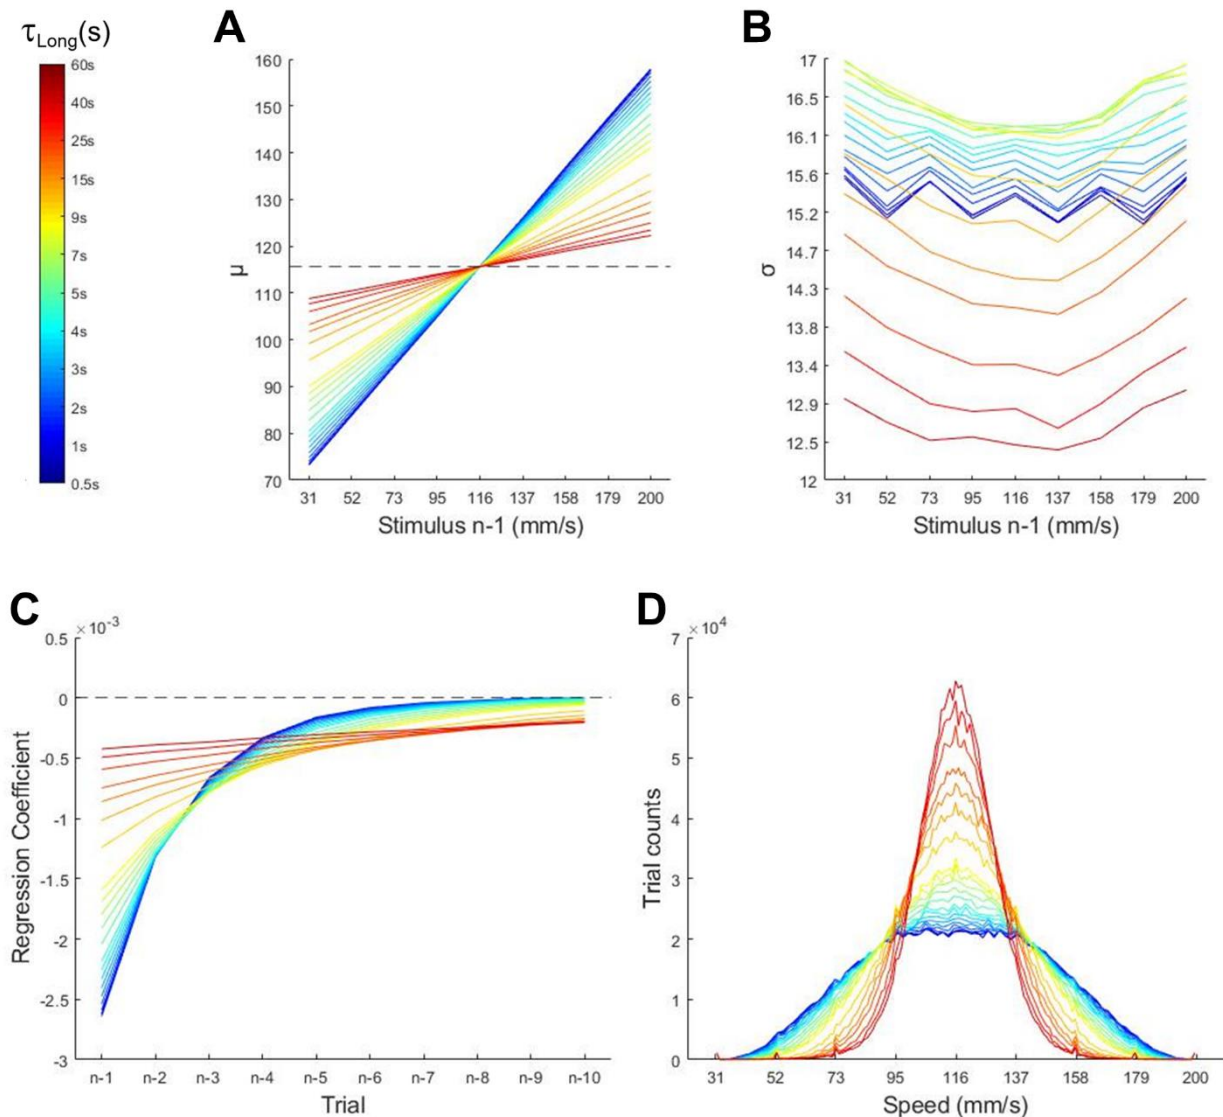 τLong(s)
60s
40s
25s
15s
9s
7s
5s
4s
3s
2s
1s
0.5s
A
160
150
140
130
120
110
100
90
80
70
μ
31 52 73 95 116 137 158 179 200
Stimulus n-1 (mm/s)
B
17
16.5
16.1
15.6
15.2
14.7
14.3
13.8
13.4
12.9
12.5
12
σ
31 52 73 95 116 137 158 179 200
Stimulus n-1 (mm/s)
C
×10-3
0.5
0
-0.5
-1
-1.5
-2
-2.5
-3
Regression Coefficient
n-1 n-2 n-3 n-4 n-5 n-6 n-7 n-8 n-9 n-10
Trial
D
×104
7
6
5
4
3
2
1
0
Trial counts
31 52 73 95 116 137 158 179 200
Speed (mm/s)